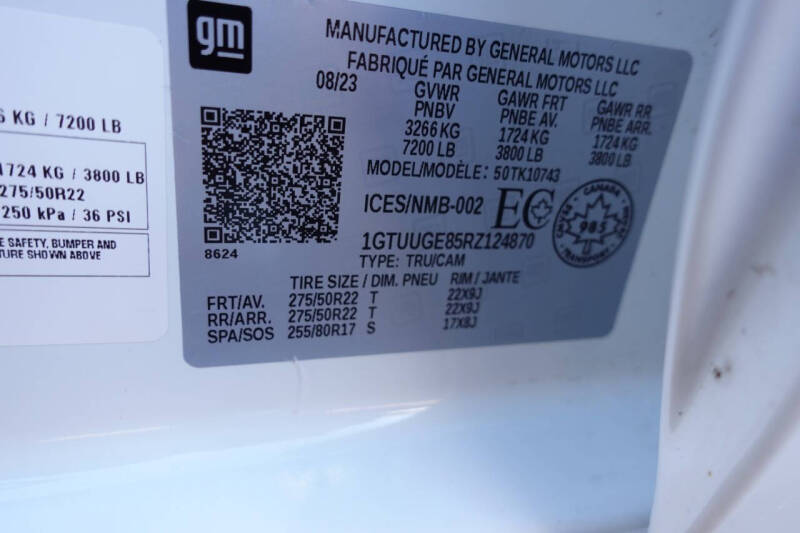 KG / 7200 LB
1724 KG / 3800 LB
275/50R22
250 kPa / 36 PSI
SAFETY, BUMPER AND
SHOWN ABOVE
gm
MANUFACTURED BY GENERAL MOTORS LLC
FABRIQUÉ PAR GENERAL MOTORS LLC
08/23
GVWR GAWR FRT GAWR RR
PNBV PNBE AV. PNBE ARR.
3266 KG 1724 KG 1724 KG
7200 LB 3800 LB 3800 LB
MODEL/MODÈLE: 50TK10743
ICES/NMB-002 EC
CANADA
985
TRANSPORT
1GTUUGE85RZ124870
8624
TYPE: TRU/CAM
TIRE SIZE / DIM. PNEU RIM / JANTE
FRT/AV. 275/50R22 T 22X9J
RR/ARR. 275/50R22 T 22X9J
SPA/SOS 255/80R17 S 17X8J